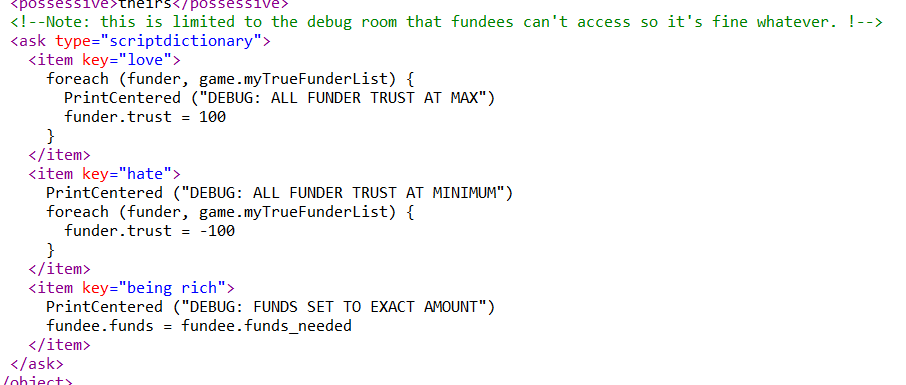 <possessive>theirs</possessive>
<!--Note: this is limited to the debug room that fundees can't access so it's fine whatever. !-->
<ask type="scriptdictionary">
<item key="love">
foreach (funder, game.myTrueFunderList) {
PrintCentered ("DEBUG: ALL FUNDER TRUST AT MAX")
funder.trust = 100
}
</item>
<item key="hate">
PrintCentered ("DEBUG: ALL FUNDER TRUST AT MINIMUM")
foreach (funder, game.myTrueFunderList) {
funder.trust = -100
}
</item>
<item key="being rich">
PrintCentered ("DEBUG: FUNDS SET TO EXACT AMOUNT")
fundee.funds = fundee.funds_needed
</item>
</ask>
/object>